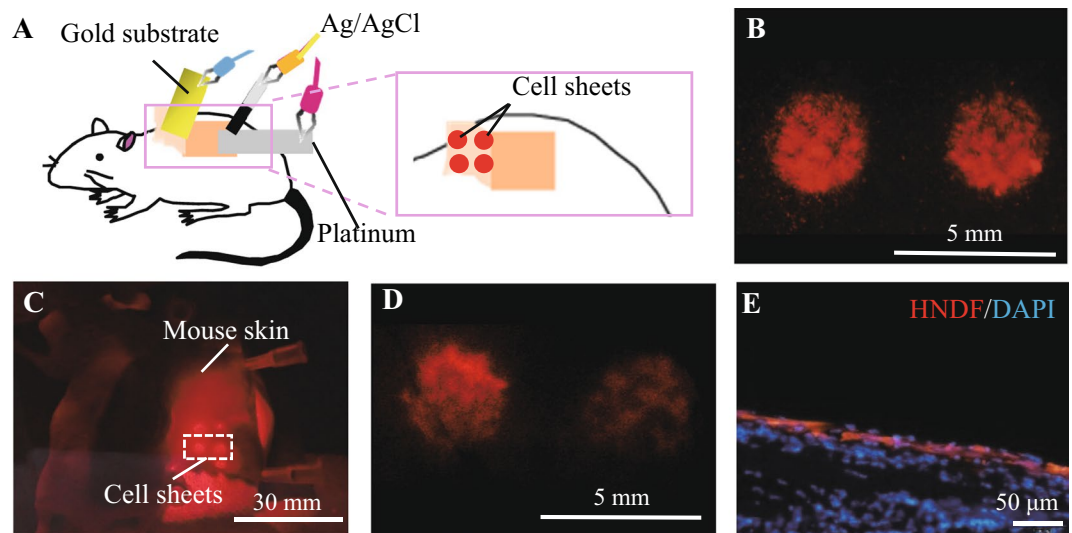 A
Gold substrate
Ag/AgCl
Cell sheets
Platinum
B
5 mm
C
Mouse skin
Cell sheets
30 mm
D
5 mm
E
HNDF/DAPI
50 μm